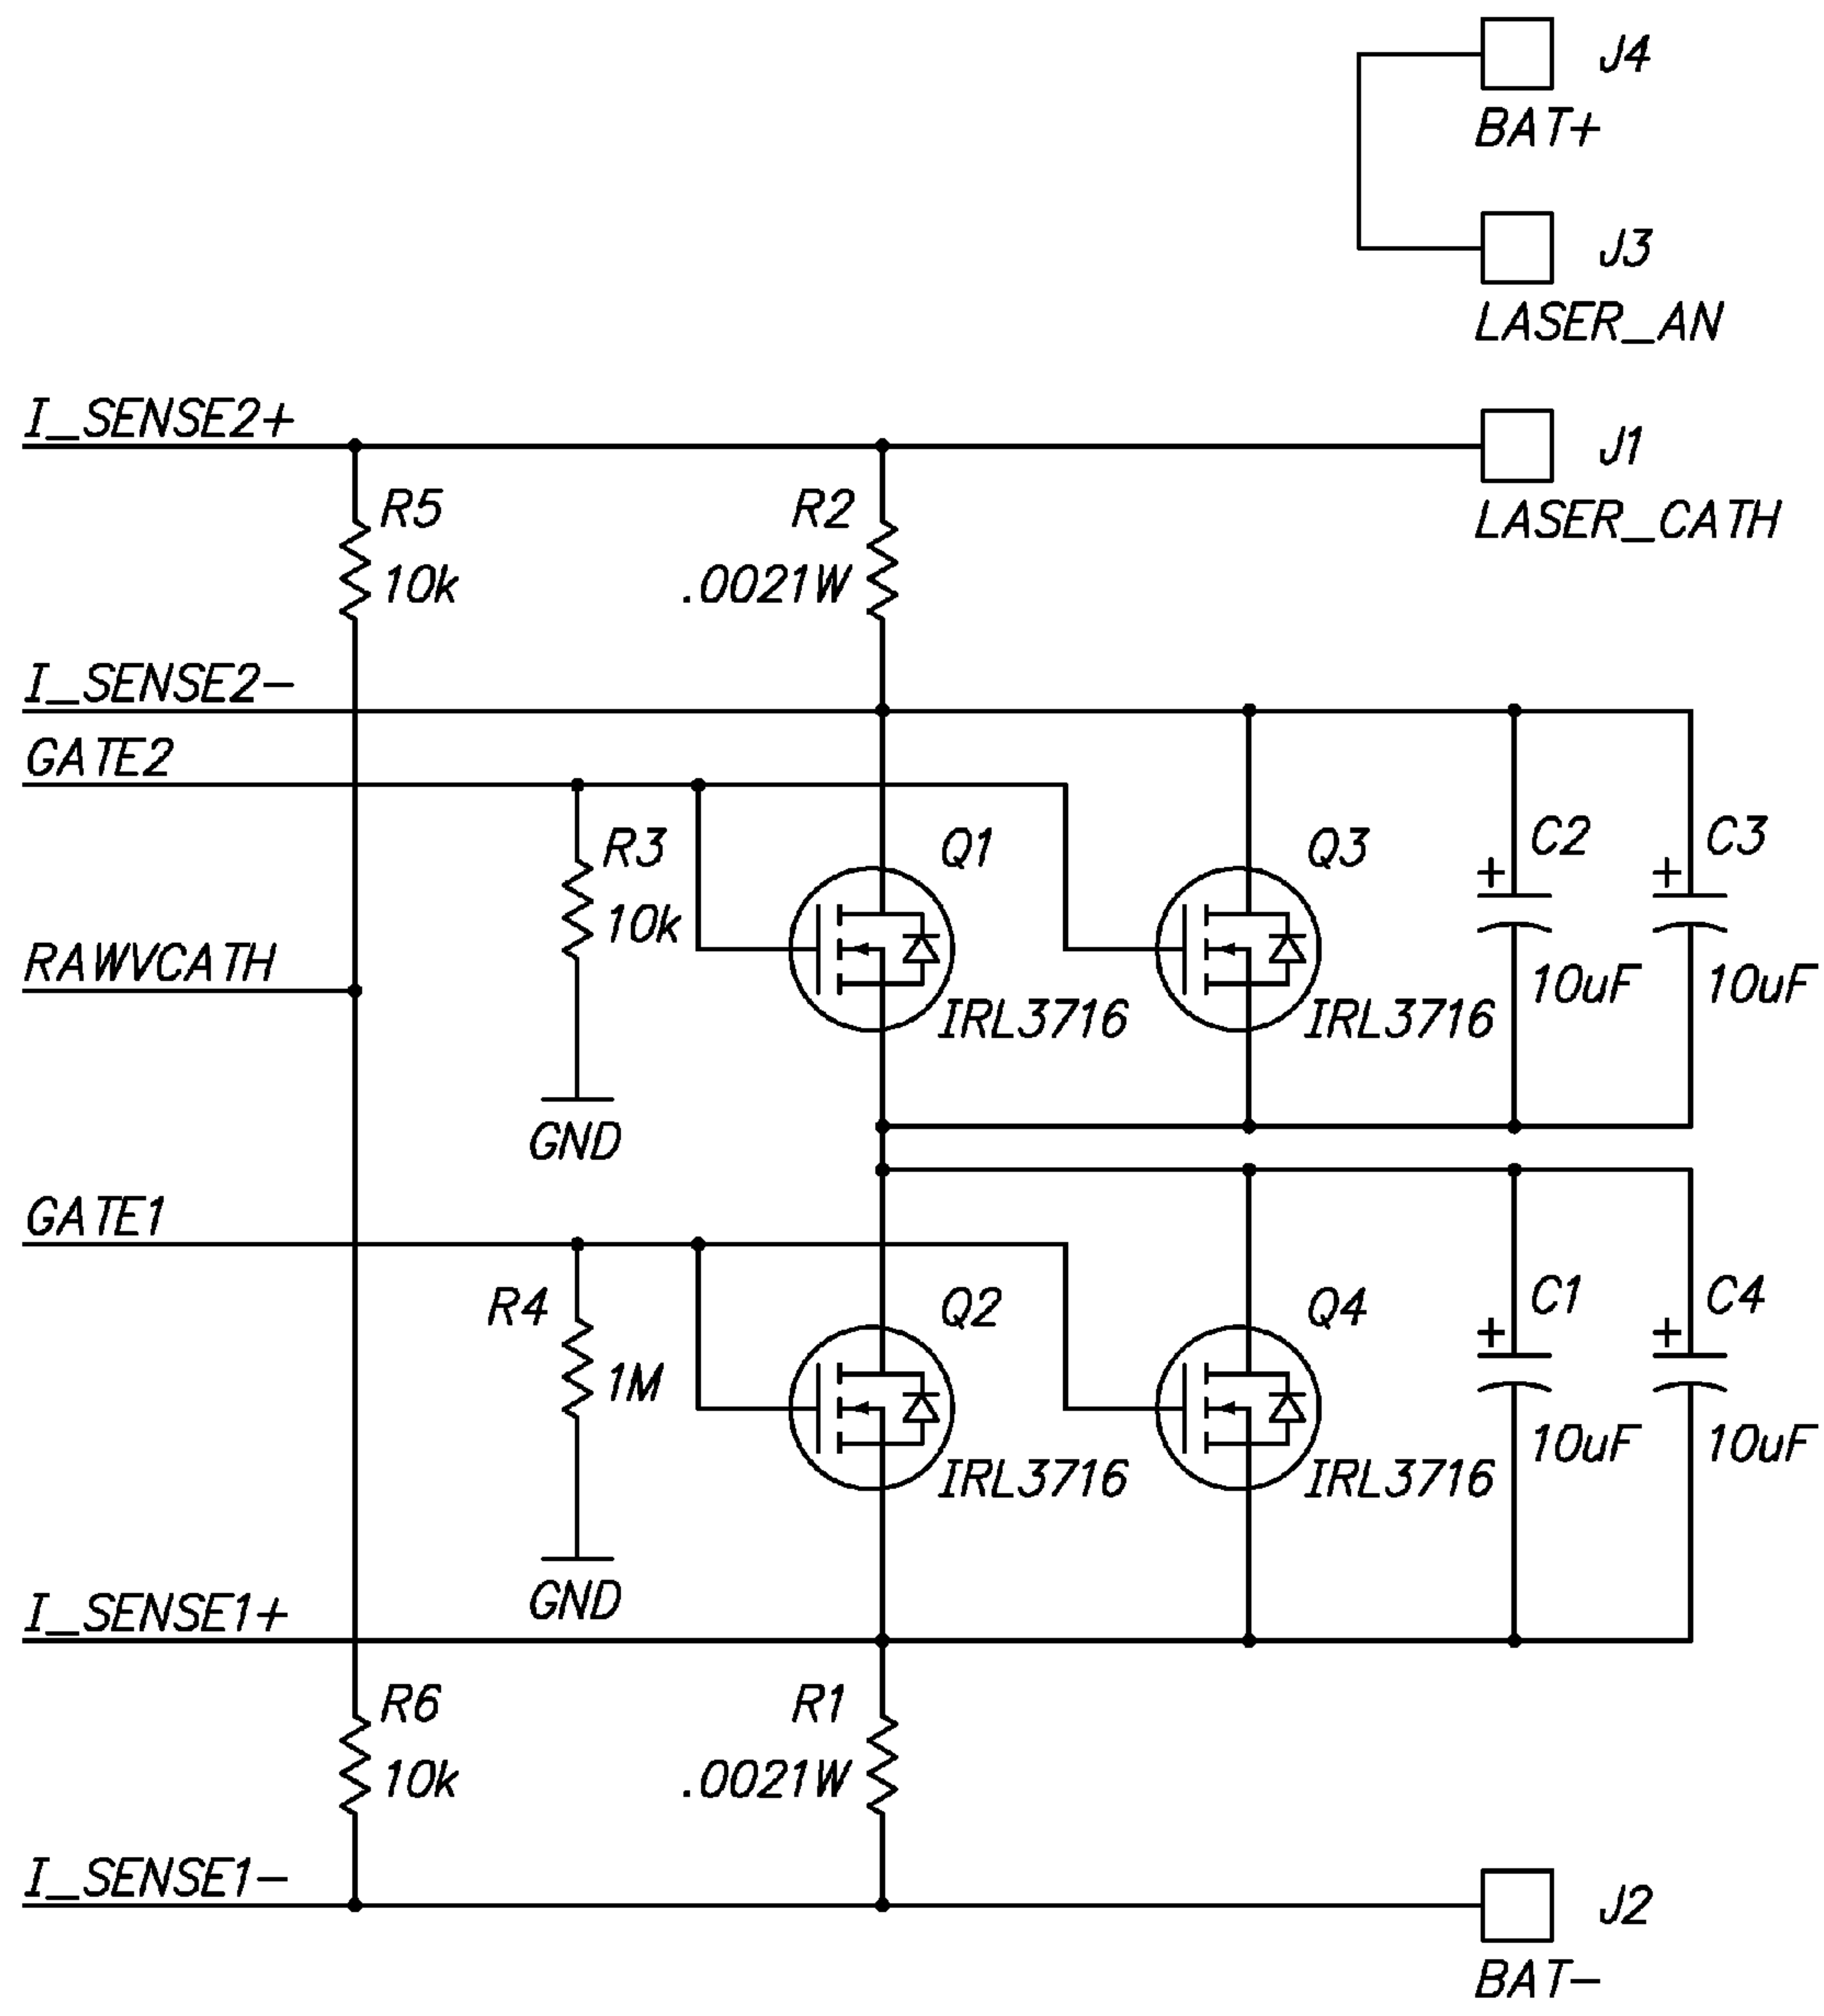 J4
BAT+
J3
LASER_AN
I_SENSE2+
J1
LASER_CATH
R5
10k
R2
.0021W
I_SENSE2-
GATE2
R3
10k
Q1
IRL3716
Q3
IRL3716
C2
+
10uF
C3
+
10uF
RAWVCATH
GND
GATE1
R4
1M
Q2
IRL3716
Q4
IRL3716
C1
+
10uF
C4
+
10uF
GND
I_SENSE1+
R6
10k
R1
.0021W
I_SENSE1-
J2
BAT-